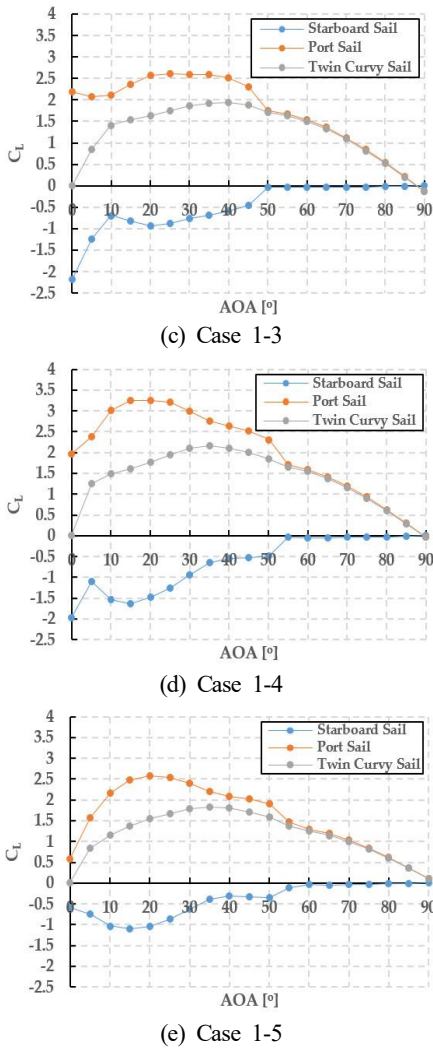 4
3.5
3
2.5
2
1.5
1
0.5
0
-0.5
-1
-1.5
-2
-2.5
C_L
Starboard Sail
Port Sail
Twin Curvy Sail
0 10 20 30 40 50 60 70 80 90
AOA [°]
(c) Case 1-3
4
3.5
3
2.5
2
1.5
1
0.5
0
-0.5
-1
-1.5
-2
-2.5
C_L
Starboard Sail
Port Sail
Twin Curvy Sail
0 10 20 30 40 50 60 70 80 90
AOA [°]
(d) Case 1-4
4
3.5
3
2.5
2
1.5
1
0.5
0
-0.5
-1
-1.5
-2
-2.5
C_L
Starboard Sail
Port Sail
Twin Curvy Sail
0 10 20 30 40 50 60 70 80 90
AOA [°]
(e) Case 1-5